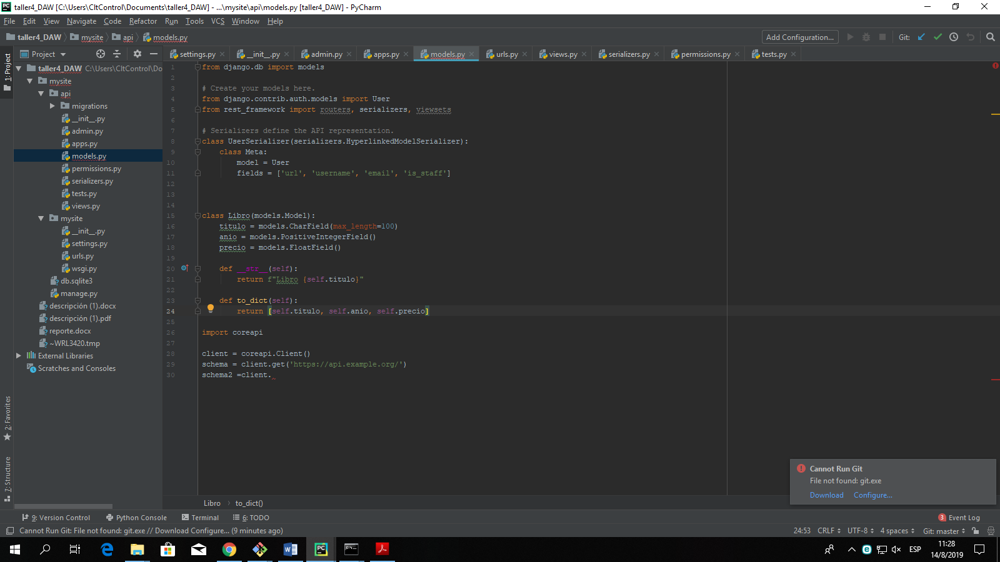 taller4_DAW [C:\Users\CltControl\Documents\taller4_DAW] - ...\mysite\api\models.py [taller4_DAW] - PyCharm
File Edit View Navigate Code Refactor Run Tools VCS Window Help
taller4_DAW mysite api models.py Add Configuration... Git:
Project
settings.py __init__.py admin.py apps.py models.py urls.py views.py serializers.py permissions.py tests.py
1: Project
taller4_DAW C:\Users\CltControl\Do
mysite
api
migrations
__init__.py
admin.py
apps.py
models.py
permissions.py
serializers.py
tests.py
views.py
mysite
__init__.py
settings.py
urls.py
wsgi.py
db.sqlite3
manage.py
descripción (1).docx
descripción (1).pdf
reporte.docx
~WRL3420.tmp
External Libraries
Scratches and Consoles
2: Favorites
7: Structure
1 from django.db import models
2
3 # Create your models here.
4 from django.contrib.auth.models import User
5 from rest_framework import routers, serializers, viewsets
6
7 # Serializers define the API representation.
8 class UserSerializer(serializers.HyperlinkedModelSerializer):
9 class Meta:
10 model = User
11 fields = ['url', 'username', 'email', 'is_staff']
12
13
14
15 class Libro(models.Model):
16 titulo = models.CharField(max_length=100)
17 anio = models.PositiveIntegerField()
18 precio = models.FloatField()
19
20 def __str__(self):
21 return f"Libro {self.titulo}"
22
23 def to_dict(self):
24 return [self.titulo, self.anio, self.precio]
25
26 import coreapi
27
28 client = coreapi.Client()
29 schema = client.get('https://api.example.org/')
30 schema2 =client.
Cannot Run Git
File not found: git.exe
Download Configure...
Libro to_dict()
9: Version Control Python Console Terminal 6: TODO 3 Event Log
Cannot Run Git: File not found: git.exe // Download Configure... (9 minutes ago) 24:53 CRLF UTF-8 4 spaces Git: master
ESP
11:28
14/8/2019